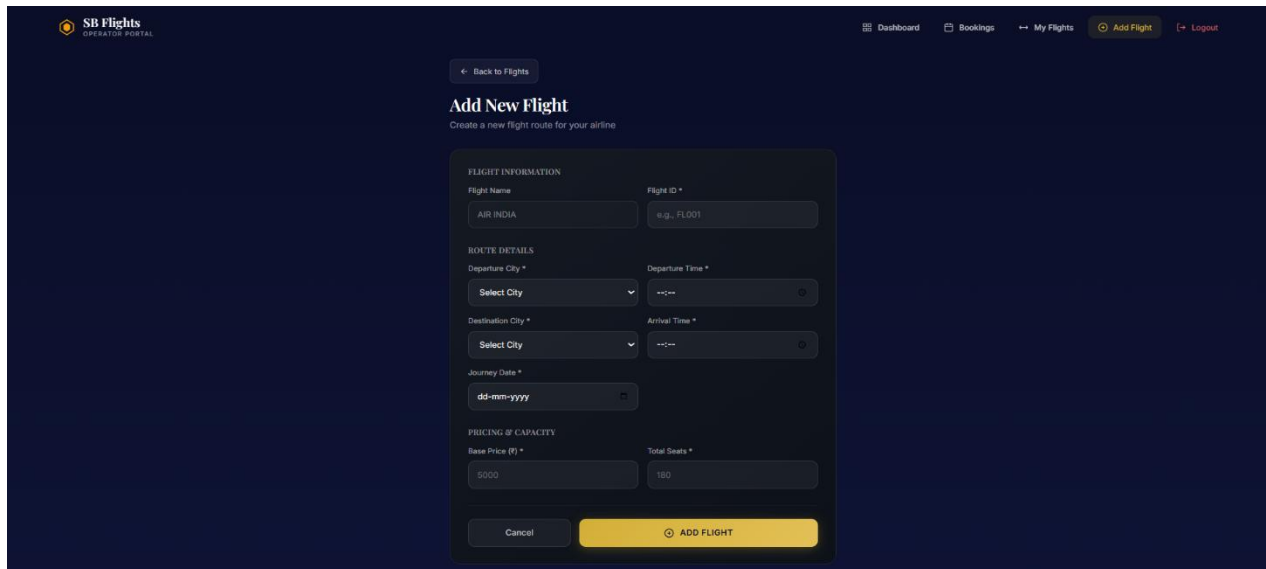 SB Flights
OPERATOR PORTAL
Dashboard Bookings My Flights Add Flight Logout
← Back to Flights
Add New Flight
Create a new flight route for your airline
FLIGHT INFORMATION
Flight Name Flight ID *
AIR INDIA e.g., FL001
ROUTE DETAILS
Departure City * Departure Time *
Select City --:--
Destination City * Arrival Time *
Select City --:--
Journey Date *
dd-mm-yyyy
PRICING & CAPACITY
Base Price (₹) * Total Seats *
5000 180
Cancel ADD FLIGHT